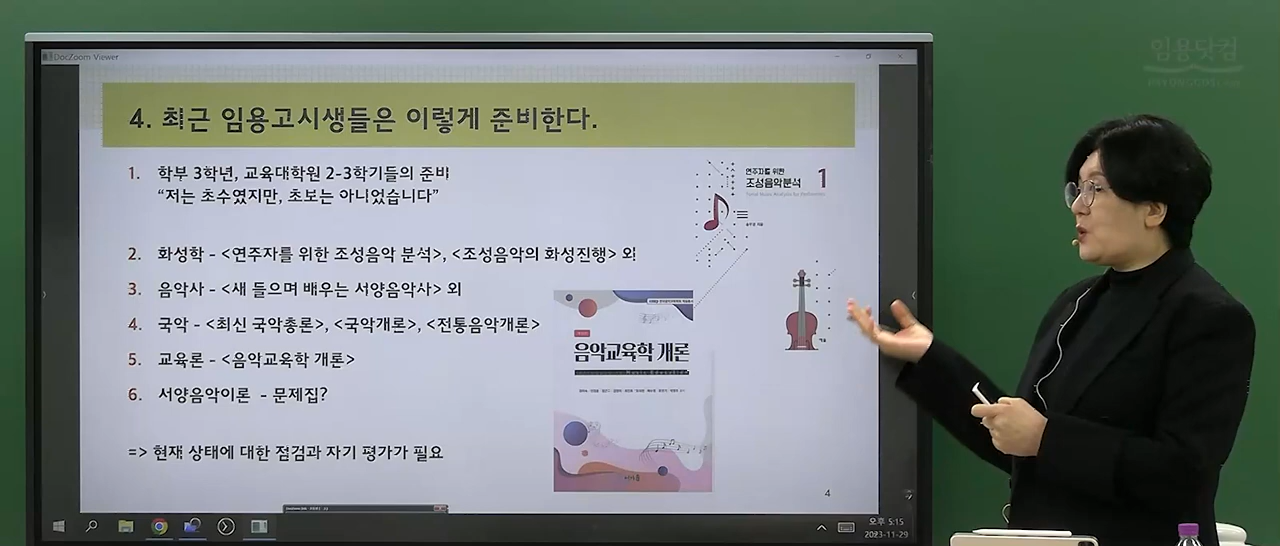 DocZoom Viewer
임용닷컴
4. 최근 임용고시생들은 이렇게 준비한다.
1. 학부 3학년, 교육대학원 2-3학기들의 준비
“저는 초수였지만, 초보는 아니었습니다”
2. 화성학 - <연주자를 위한 조성음악 분석>, <조성음악의 화성진행> 외
3. 음악사 - <새 들으며 배우는 서양음악사> 외
4. 국악 - <최신 국악총론>, <국악개론>, <전통음악개론>
5. 교육론 - <음악교육학 개론>
6. 서양음악이론 - 문제집?
=> 현재 상태에 대한 점검과 자기 평가가 필요
연주자를 위한
조성음악분석 1
음악교육학 개론
4
오후 5:15
2023-11-29